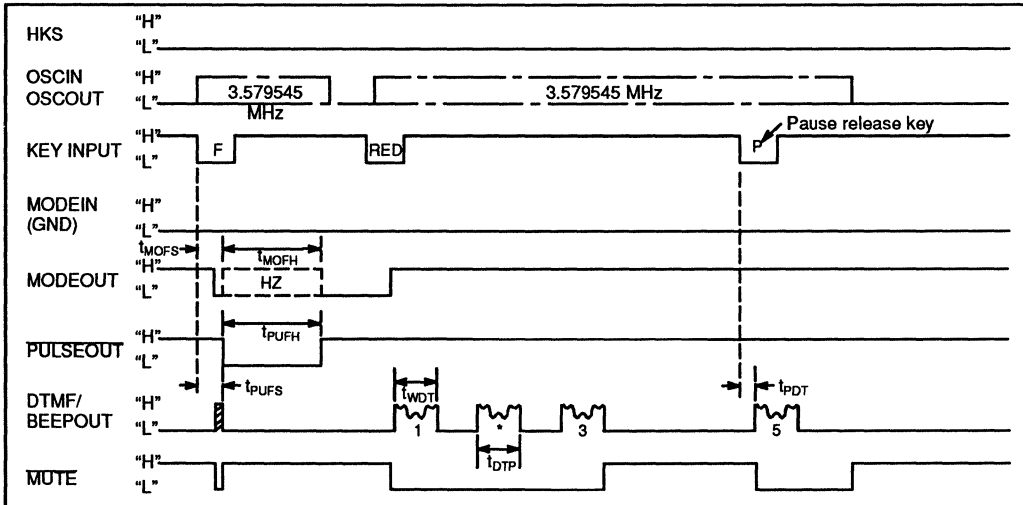 HKS "H"
"L"
OSCIN "H"
OSCOUT "L" 3.579545 MHz 3.579545 MHz
KEY INPUT "H" "L" F RED P Pause release key
MODEIN "H"
(GND) "L"
tMOFS tMOFH
MODEOUT "H" "L" HZ
PULSEOUT "H" "L" tPUFH
tPUFS tWDT tPDT
DTMF/ "H"
BEEPOUT "L" 1 * 3 5
tDTP
MUTE "H" "L"